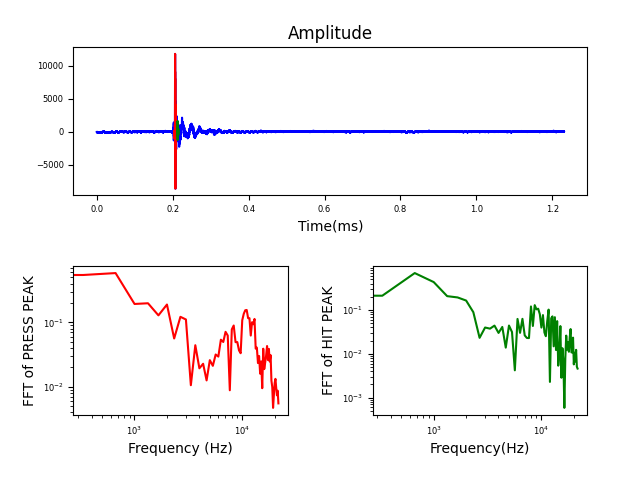 Amplitude
10000
5000
0
−5000
0.0 0.2 0.4 0.6 0.8 1.0 1.2
Time(ms)
FFT of PRESS PEAK
10⁻¹
10⁻²
10³ 10⁴
Frequency (Hz)
FFT of HIT PEAK
10⁻¹
10⁻²
10⁻³
10³ 10⁴
Frequency(Hz)